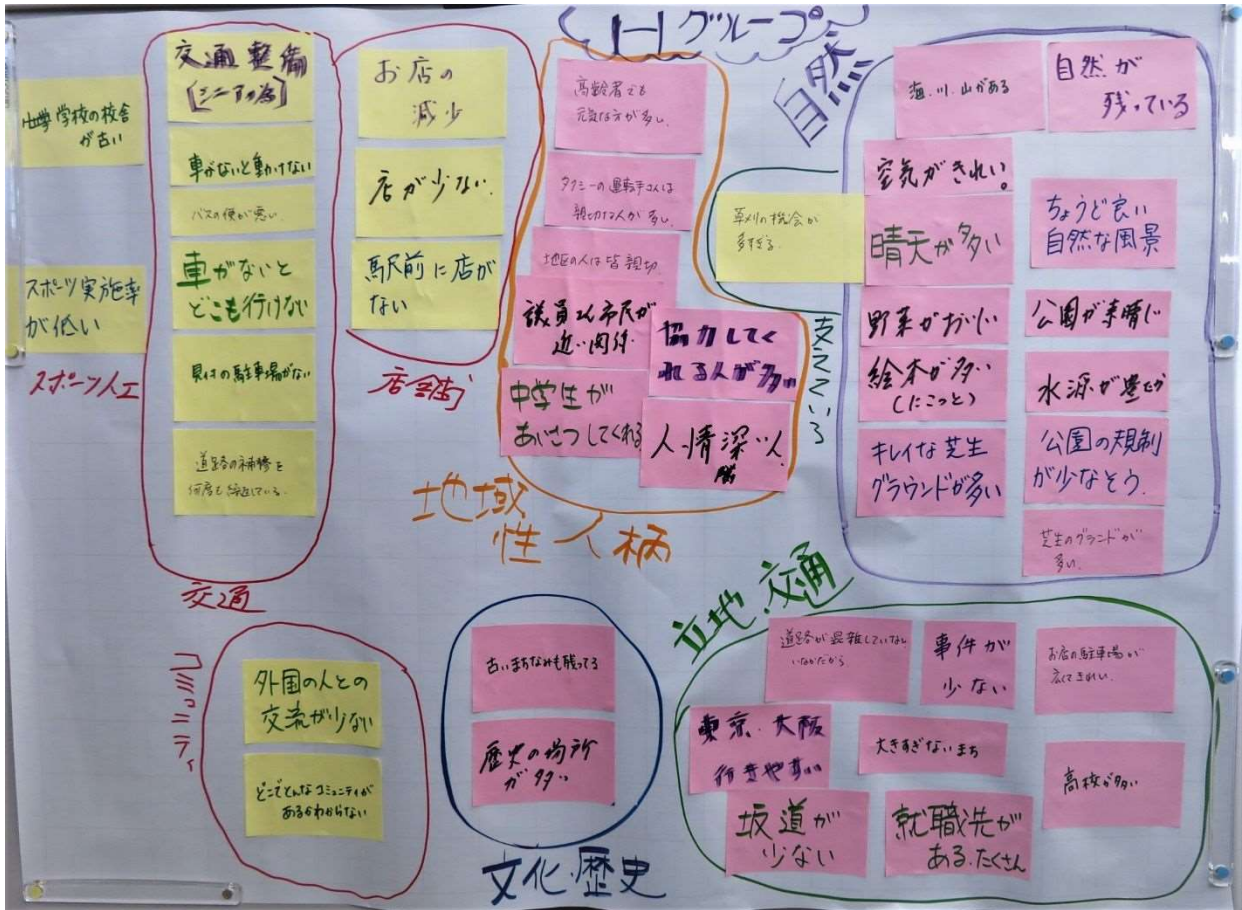 グループ
学校の校舎
が古い
スポーツ実施率
が低い
スポーツ人工
交通整備
[シニアの為]
車がないと動けない
バスの便が悪い
車がないと
どこも行けない
見付の駐車場がない
道路の補修を
何度も繰返している
交通
お店の
減少
店が少ない
駅前に店が
ない
店舗
高齢者でも
元気な方が多い
タクシーの運転手さんは
親切な人が多い
地区の人は皆親切
議員さん市民が
近い関係
協力してく
れる人が多い
中学生が
あいさつしてくれる
人情深い人
地域
性人柄
自然
海.川.山がある
自然が
残っている
空気がきれい。
草刈の機会が
多すぎる
支えている
晴天が多い
ちょうど良い
自然な風景
野菜がおいしい
公園が素晴し
絵本が多い
(にこっと)
水源が豊か
キレイな芝生
グラウンドが多い
公園の規制
が少なそう.
芝生のグランドが
多い
コミュニティ
外国の人との
交流が少ない
どこでどんなコミュニティが
あるかわからない
古いまちなみも残ってる
歴史の場所
が多い
文化.歴史
立地.交通
道路が混雑していない
いなかだから
事件が
少ない
お店の駐車場が
広くてきれい
東京.大阪
行きやすい
大きすぎないまち
高校が多い
坂道が
少ない
就職先が
ある.たくさん